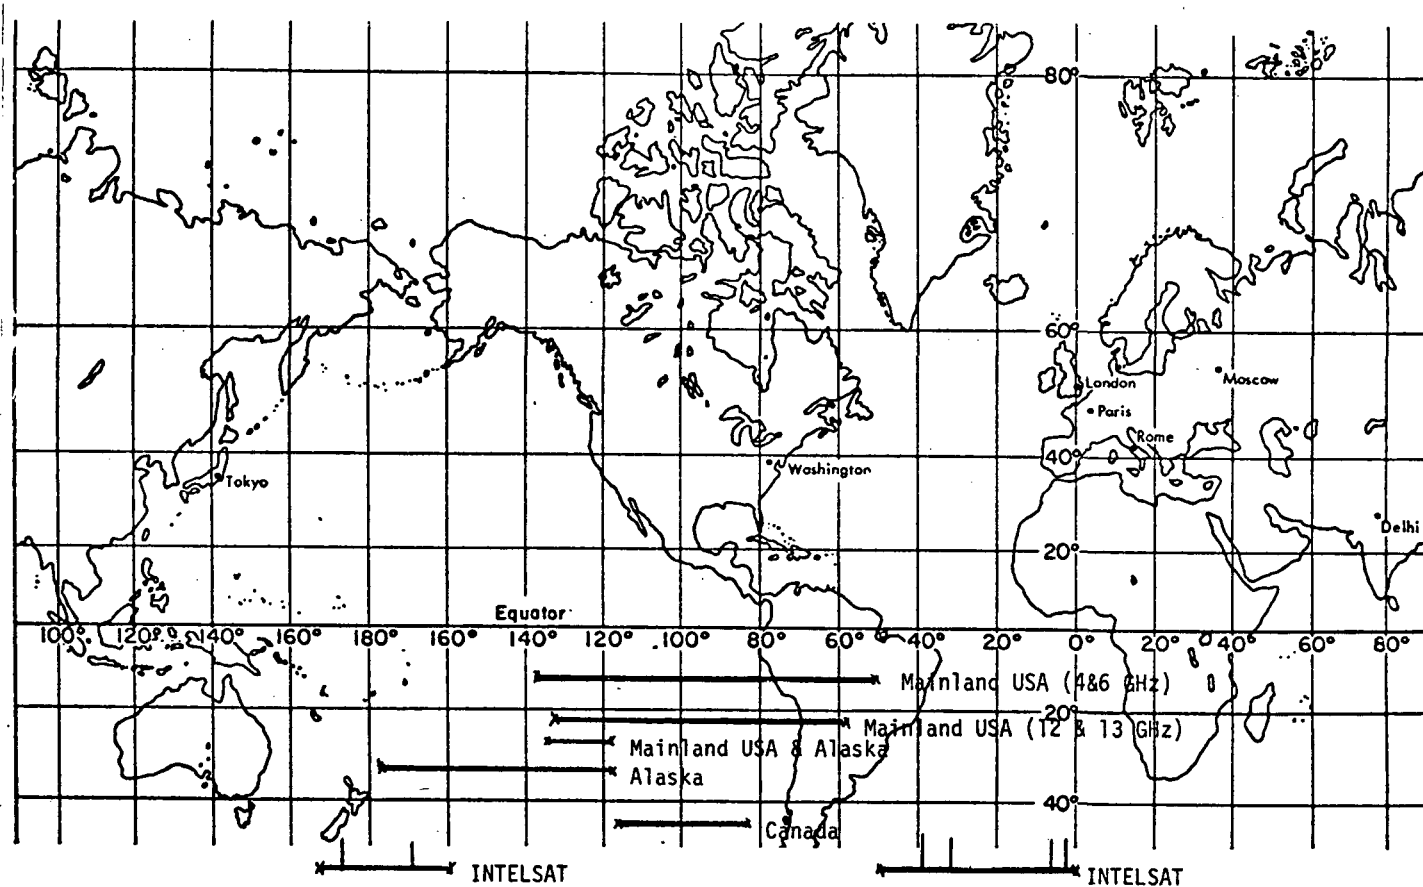 80°
60°
London
Moscow
Paris
Rome
40°
Washington
Tokyo
Delhi
20°
Equator
100° 120° 140° 160° 180° 160° 140° 120° 100° 80° 60° 40° 20° 0° 20° 40° 60° 80°
Mainland USA (4&6 GHz)
20°
Mainland USA (12 & 13 GHz)
Mainland USA & Alaska
Alaska
40°
Canada
INTELSAT
INTELSAT